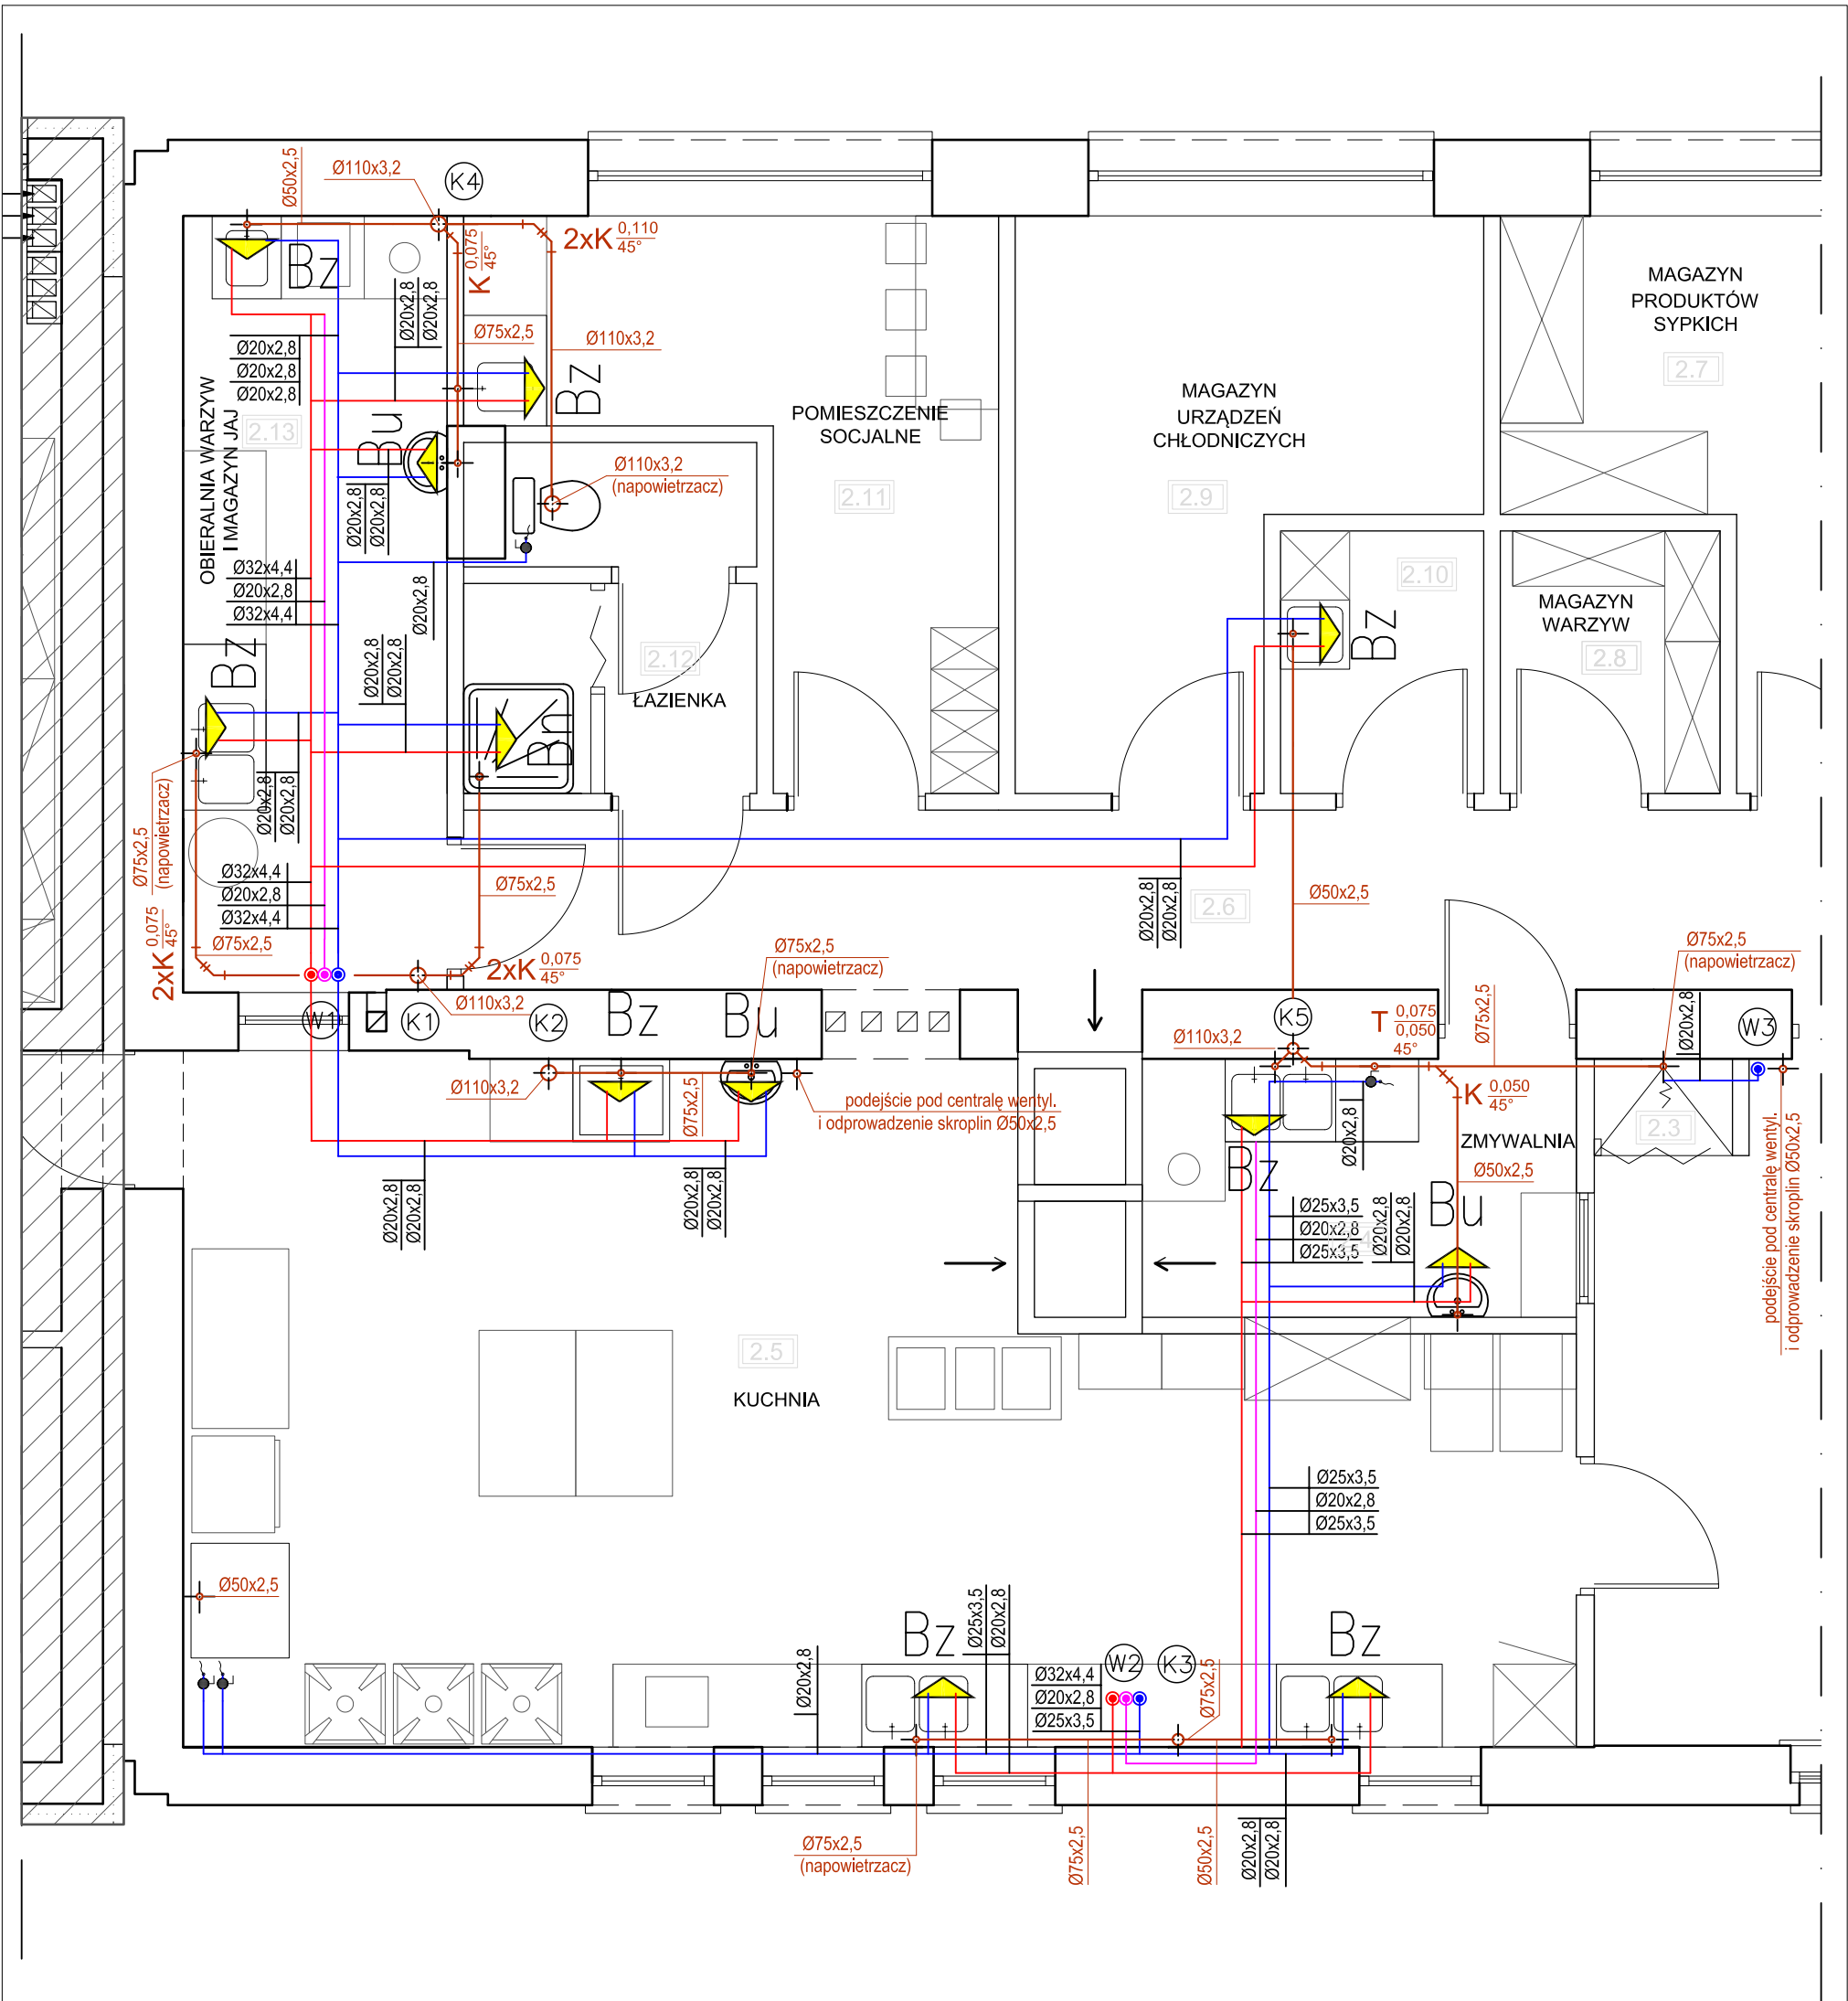 Ø50x2,5
Ø110x3,2
K4
2xK 0,110
45°
K 0,075
45°
Bz
Ø20x2,8
Ø20x2,8
Ø75x2,5
Ø110x3,2
Ø20x2,8
Ø20x2,8
Ø20x2,8
Bz
OBIERALNIA WARZYW
I MAGAZYN JAJ
2.13
Bu
Ø20x2,8
Ø20x2,8
Ø110x3,2
(napowietrzacz)
POMIESZCZENIE
SOCJALNE
2.11
MAGAZYN
URZĄDZEŃ
CHŁODNICZYCH
2.9
MAGAZYN
PRODUKTÓW
SYPKICH
2.7
2.10
MAGAZYN
WARZYW
2.8
Bz
Ø32x4,4
Ø20x2,8
Ø32x4,4
Ø20x2,8
Ø20x2,8
Ø20x2,8
2.12
ŁAZIENKA
Bn
Bz
Ø20x2,8
Ø20x2,8
Ø75x2,5
(napowietrzacz)
Ø32x4,4
Ø20x2,8
Ø32x4,4
2xK 0,075
45°
Ø75x2,5
Ø75x2,5
2xK 0,075
45°
Ø110x3,2
Ø75x2,5
(napowietrzacz)
Ø20x2,8
Ø20x2,8
2.6
Ø50x2,5
Ø75x2,5
Ø75x2,5
(napowietrzacz)
Ø20x2,8
W1
K1
K2
Bz
Bu
K5
Ø110x3,2
T 0,075
0,050
45°
W3
Ø110x3,2
Ø75x2,5
podejście pod centralę wentyl.
i odprowadzenie skroplin Ø50x2,5
Ø20x2,8
K 0,050
45°
ZMYWALNIA
2.3
Ø50x2,5
Bz
Bu
Ø20x2,8
Ø20x2,8
Ø20x2,8
Ø20x2,8
Ø25x3,5
Ø20x2,8
Ø25x3,5
2.4
Ø20x2,8
Ø20x2,8
podejście pod centralę wentyl.
i odprowadzenie skroplin Ø50x2,5
2.5
KUCHNIA
Ø25x3,5
Ø20x2,8
Ø25x3,5
Ø50x2,5
Ø20x2,8
Bz
Ø25x3,5
Ø20x2,8
Ø32x4,4
Ø20x2,8
Ø25x3,5
W2
K3
Ø75x2,5
Bz
Ø75x2,5
(napowietrzacz)
Ø75x2,5
Ø50x2,5
Ø20x2,8
Ø20x2,8